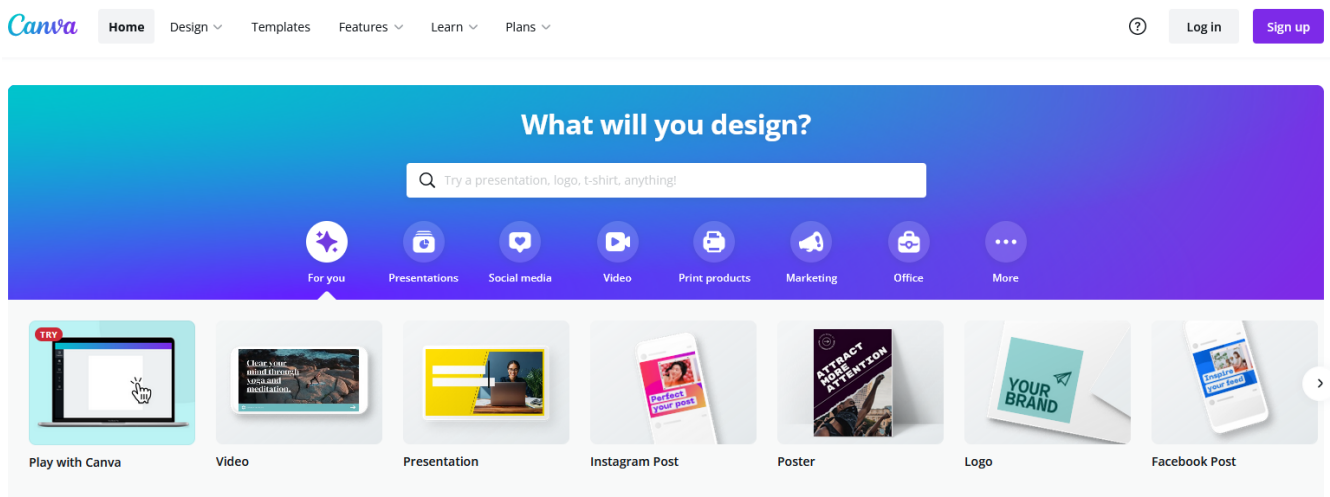 Canva
Home
Design
Templates
Features
Learn
Plans
?
Log in
Sign up
What will you design?
Try a presentation, logo, t-shirt, anything!
For you
Presentations
Social media
Video
Print products
Marketing
Office
More
TRY
Clear your
mind through
yoga and
meditation.
Perfect
your post
ATTRACT
MORE
ATTENTION
YOUR
BRAND
Inspire
your feed
Play with Canva
Video
Presentation
Instagram Post
Poster
Logo
Facebook Post